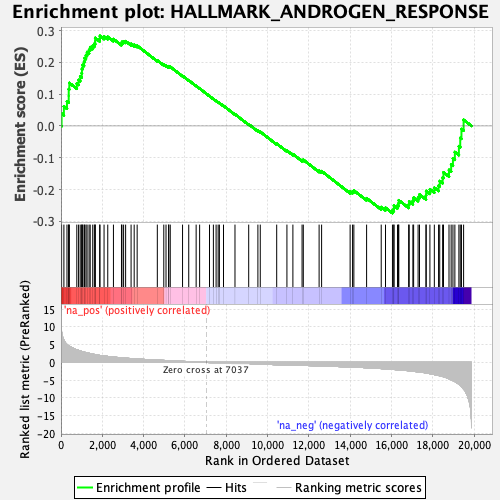 Enrichment plot: HALLMARK_ANDROGEN_RESPONSE
Enrichment score (ES)
0.3
0.2
0.1
0.0
-0.1
-0.2
-0.3
Ranked list metric (PreRanked)
15
10
5
0
-5
-10
-15
-20
'na_pos' (positively correlated)
Zero cross at 7037
'na_neg' (negatively correlated)
0
2,000
4,000
6,000
8,000
10,000
12,000
14,000
16,000
18,000
20,000
Rank in Ordered Dataset
Enrichment profile
Hits
Ranking metric scores